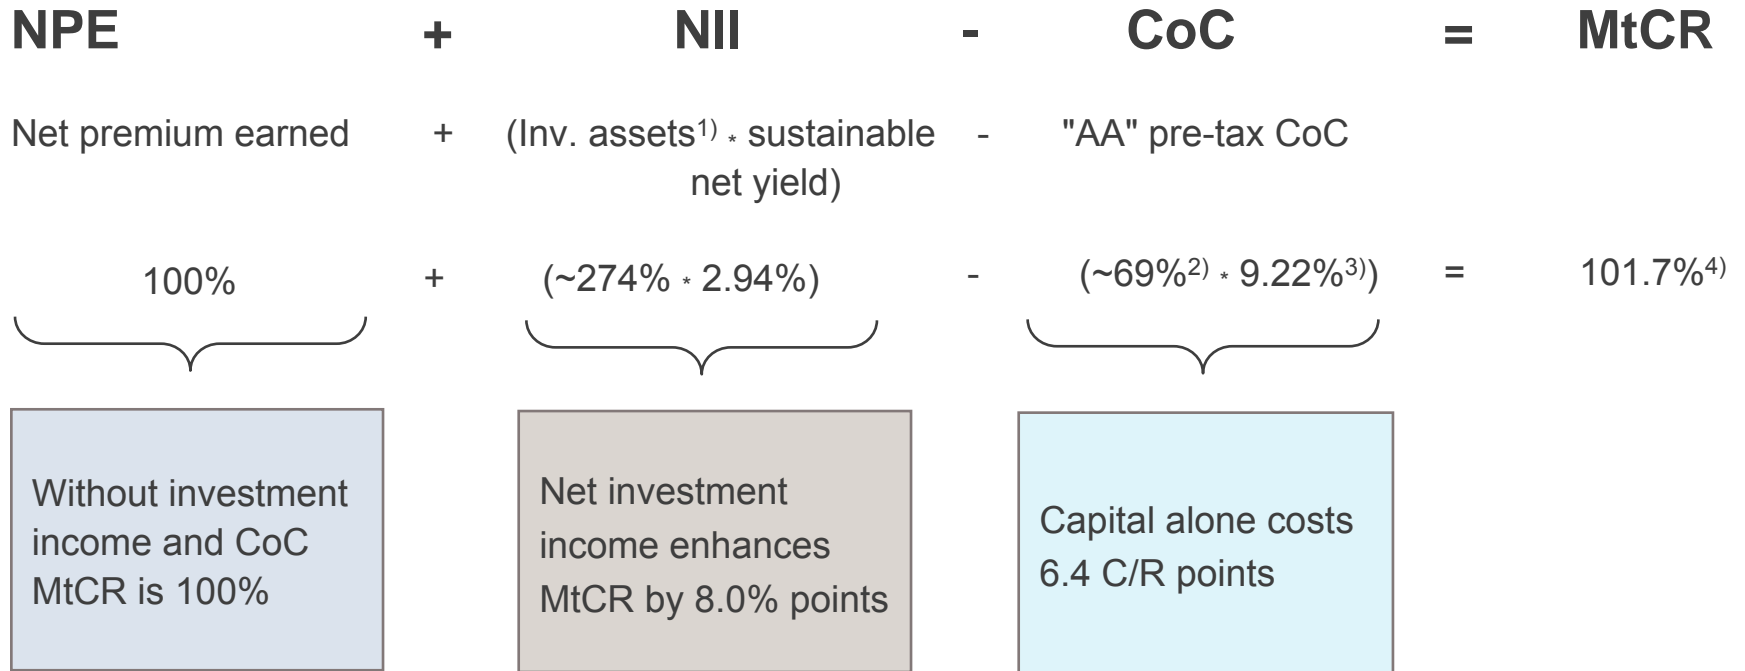 NPE + NII - CoC = MtCR
Net premium earned + (Inv. assets1) * sustainable - "AA" pre-tax CoC
net yield)
100% + (~274% * 2.94%) - (~69%2) * 9.22%3)) = 101.7%4)
Without investment
income and CoC
MtCR is 100%
Net investment
income enhances
MtCR by 8.0% points
Capital alone costs
6.4 C/R points